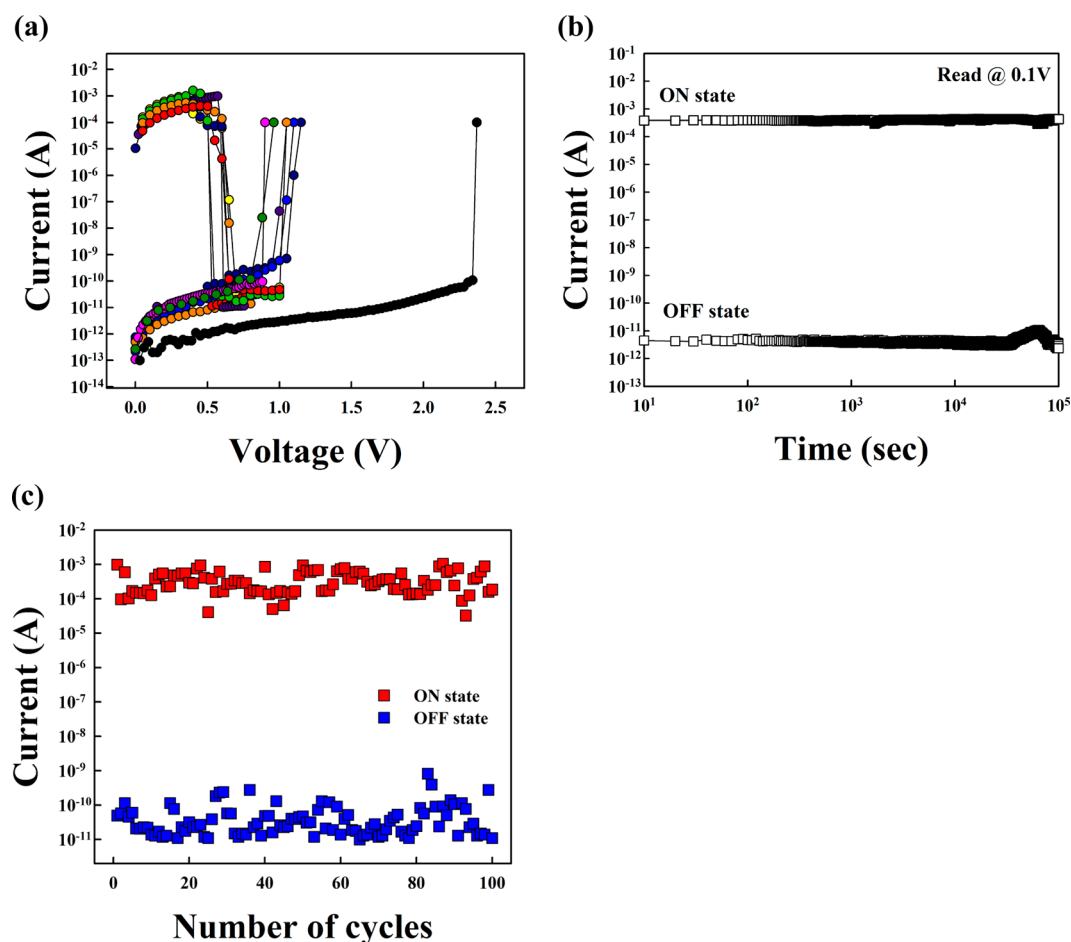 (a)
Current (A)
10⁻²
10⁻³
10⁻⁴
10⁻⁵
10⁻⁶
10⁻⁷
10⁻⁸
10⁻⁹
10⁻¹⁰
10⁻¹¹
10⁻¹²
10⁻¹³
10⁻¹⁴
0.0 0.5 1.0 1.5 2.0 2.5
Voltage (V)
(b)
Current (A)
10⁻¹
10⁻²
10⁻³
10⁻⁴
10⁻⁵
10⁻⁶
10⁻⁷
10⁻⁸
10⁻⁹
10⁻¹⁰
10⁻¹¹
10⁻¹²
10⁻¹³
Read @ 0.1V
ON state
OFF state
10¹ 10² 10³ 10⁴ 10⁵
Time (sec)
(c)
Current (A)
10⁻²
10⁻³
10⁻⁴
10⁻⁵
10⁻⁶
10⁻⁷
10⁻⁸
10⁻⁹
10⁻¹⁰
10⁻¹¹
ON state
OFF state
0 20 40 60 80 100
Number of cycles